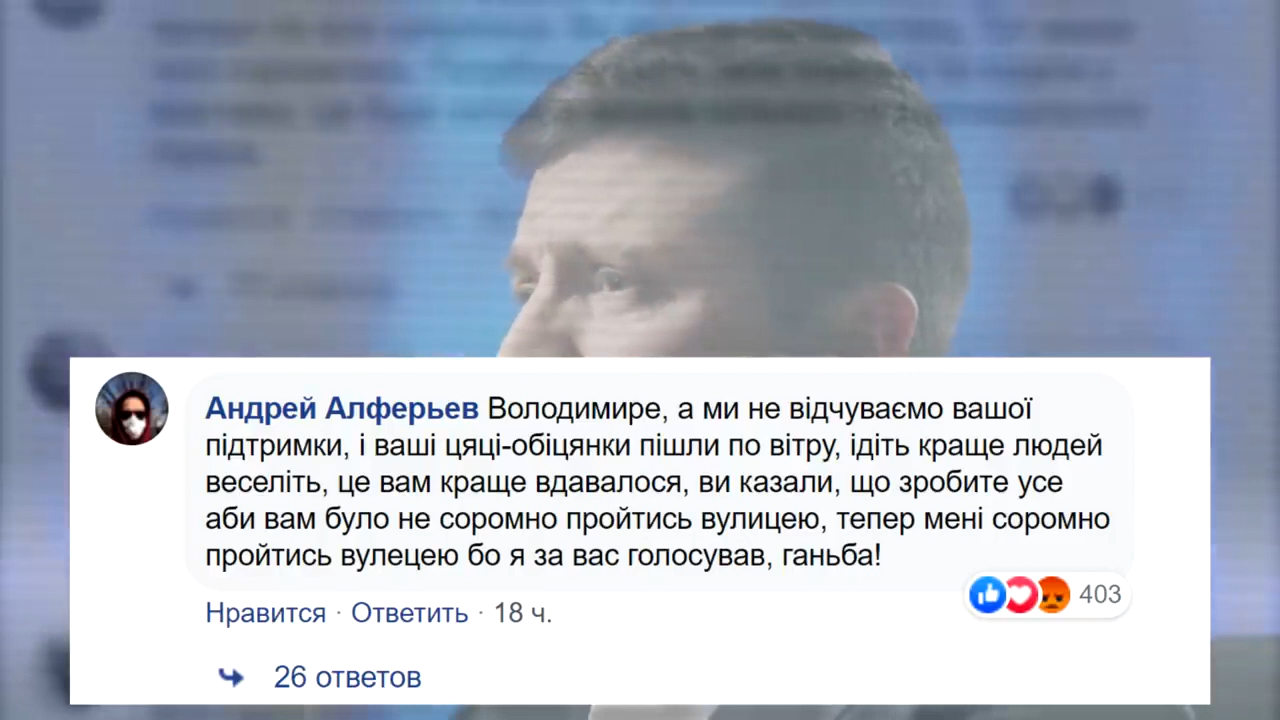 Андрей Алферьев Володимире, а ми не відчуваємо вашої
підтримки, і ваші цяці-обіцянки пішли по вітру, ідіть краще людей
веселіть, це вам краще вдавалося, ви казали, що зробите усе
аби вам було не соромно пройтись вулицею, тепер мені соромно
пройтись вулецею бо я за вас голосував, ганьба!
403
Нравится · Ответить · 18 ч.
26 ответов